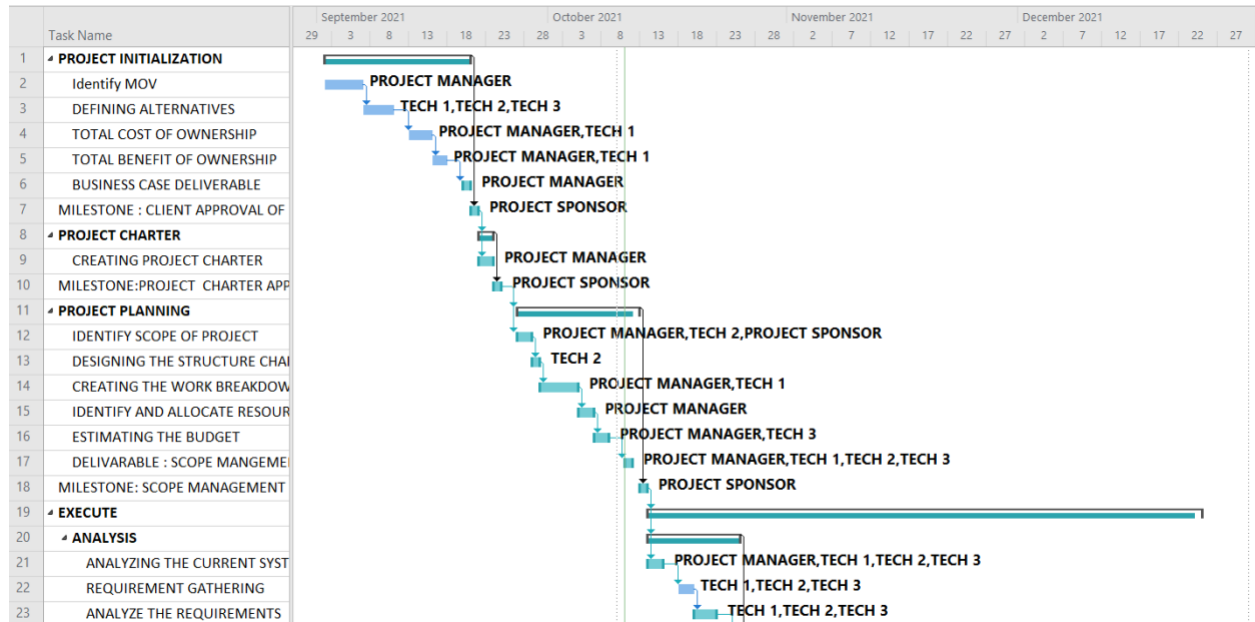 September 2021 October 2021 November 2021 December 2021
Task Name 29 3 8 13 18 23 28 3 8 13 18 23 28 2 7 12 17 22 27 2 7 12 17 22 27
1 PROJECT INITIALIZATION
2 Identify MOV PROJECT MANAGER
3 DEFINING ALTERNATIVES TECH 1,TECH 2,TECH 3
4 TOTAL COST OF OWNERSHIP PROJECT MANAGER,TECH 1
5 TOTAL BENEFIT OF OWNERSHIP PROJECT MANAGER,TECH 1
6 BUSINESS CASE DELIVERABLE PROJECT MANAGER
7 MILESTONE : CLIENT APPROVAL OF PROJECT SPONSOR
8 PROJECT CHARTER
9 CREATING PROJECT CHARTER PROJECT MANAGER
10 MILESTONE:PROJECT CHARTER APP PROJECT SPONSOR
11 PROJECT PLANNING
12 IDENTIFY SCOPE OF PROJECT PROJECT MANAGER,TECH 2,PROJECT SPONSOR
13 DESIGNING THE STRUCTURE CHA TECH 2
14 CREATING THE WORK BREAKDOW PROJECT MANAGER,TECH 1
15 IDENTIFY AND ALLOCATE RESOUR PROJECT MANAGER
16 ESTIMATING THE BUDGET PROJECT MANAGER,TECH 3
17 DELIVARABLE : SCOPE MANGEME PROJECT MANAGER,TECH 1,TECH 2,TECH 3
18 MILESTONE: SCOPE MANAGEMENT PROJECT SPONSOR
19 EXECUTE
20 ANALYSIS
21 ANALYZING THE CURRENT SYST PROJECT MANAGER,TECH 1,TECH 2,TECH 3
22 REQUIREMENT GATHERING TECH 1,TECH 2,TECH 3
23 ANALYZE THE REQUIREMENTS TECH 1,TECH 2,TECH 3